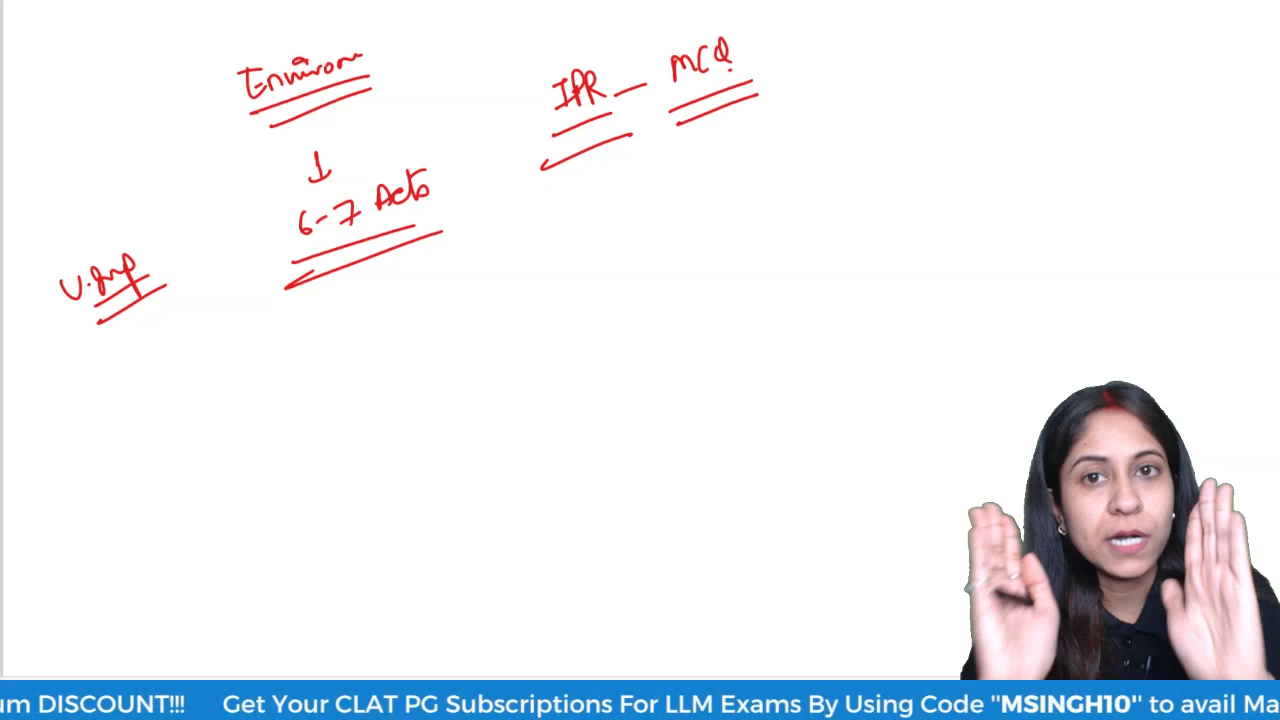 Environ
IPR - MCQ
↓
6-7 Acts
V. Imp
um DISCOUNT!!! Get Your CLAT PG Subscriptions For LLM Exams By Using Code "MSINGH10" to avail Ma